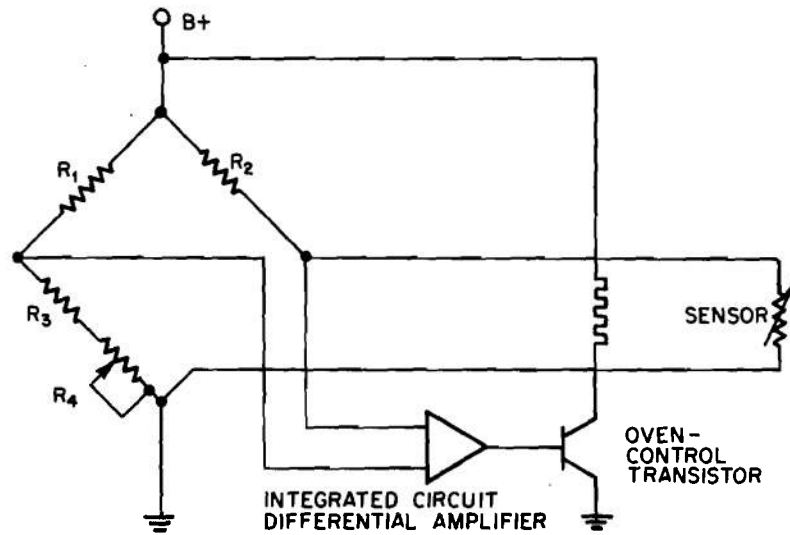 B+
R1
R2
R3
R4
SENSOR
OVEN-
CONTROL
TRANSISTOR
INTEGRATED CIRCUIT
DIFFERENTIAL AMPLIFIER